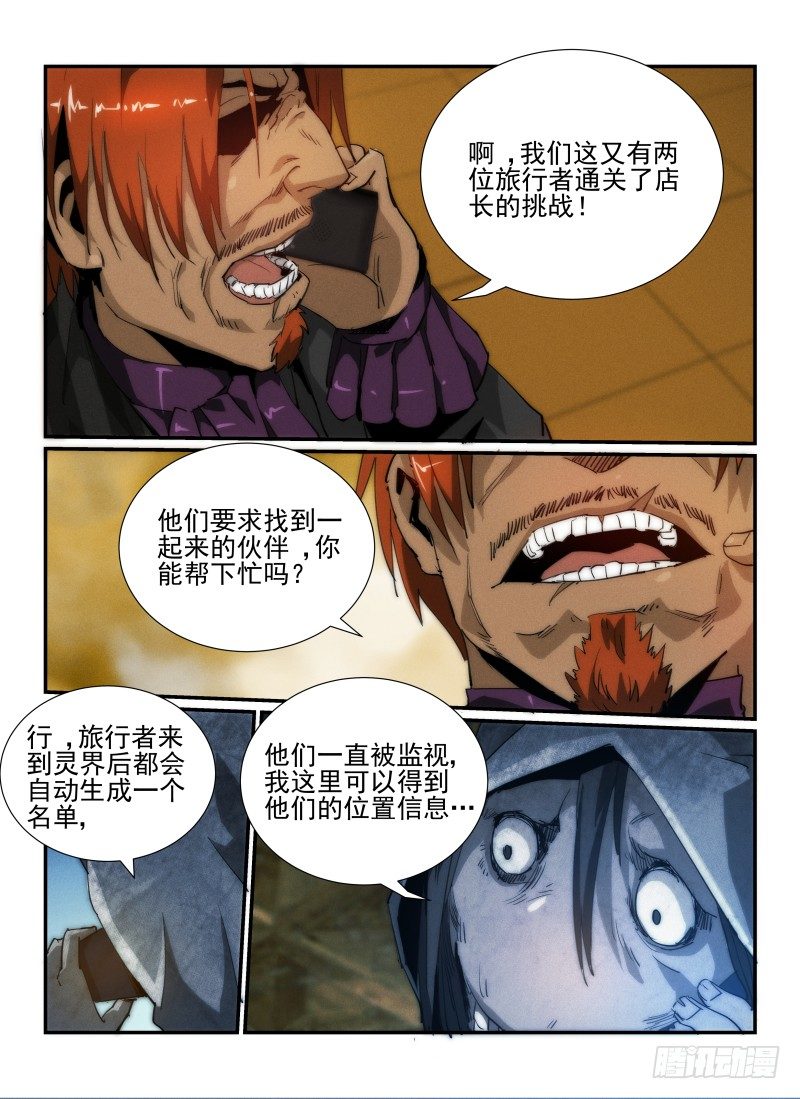 啊,我们这又有两
位旅行者通关了店
长的挑战!
他们要求找到一
起来的伙伴,你
能帮下忙吗?
行,旅行者来
到灵界后都会
自动生成一个
名单,
他们一直被监视,
我这里可以得到
他们的位置信息…
腾讯动漫